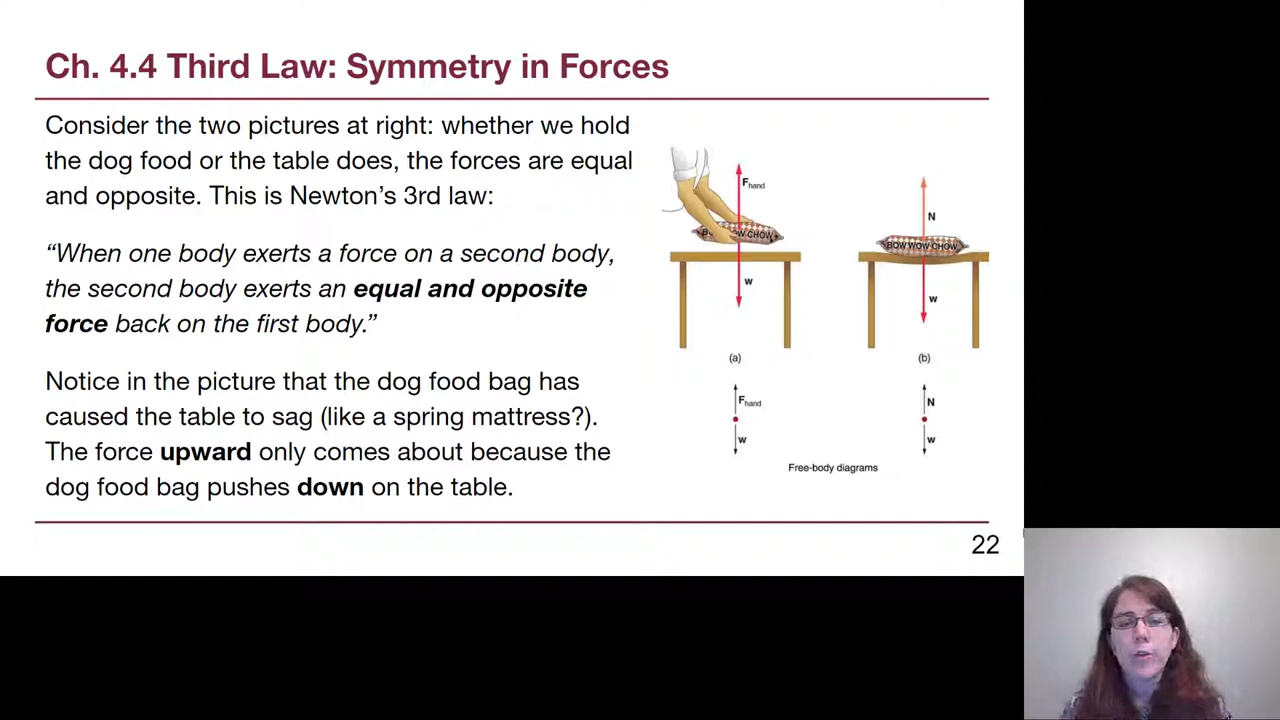 Ch. 4.4 Third Law: Symmetry in Forces
Consider the two pictures at right: whether we hold
the dog food or the table does, the forces are equal
and opposite. This is Newton’s 3rd law:
“When one body exerts a force on a second body,
the second body exerts an equal and opposite
force back on the first body.”
Notice in the picture that the dog food bag has
caused the table to sag (like a spring mattress?).
The force upward only comes about because the
dog food bag pushes down on the table.
Fhand
OW CHOW
w
(a)
N
BOW WOW CHOW
w
(b)
Fhand
w
N
w
Free-body diagrams
22